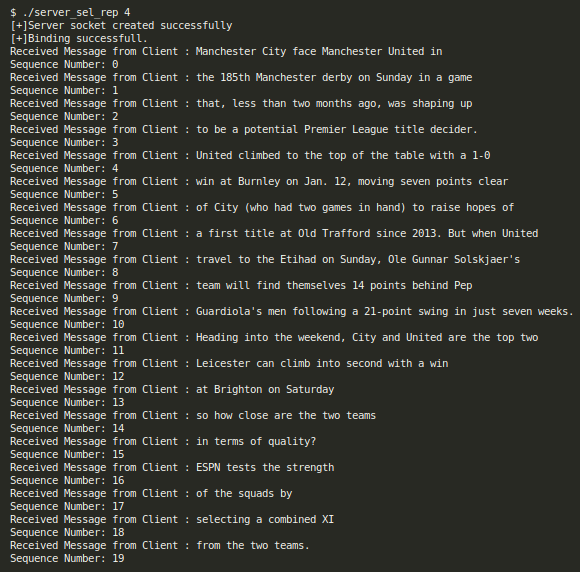 $ ./server_sel_rep 4
[+]Server socket created successfully
[+]Binding successfull.
Received Message from Client : Manchester City face Manchester United in
Sequence Number: 0
Received Message from Client : the 185th Manchester derby on Sunday in a game
Sequence Number: 1
Received Message from Client : that, less than two months ago, was shaping up
Sequence Number: 2
Received Message from Client : to be a potential Premier League title decider.
Sequence Number: 3
Received Message from Client : United climbed to the top of the table with a 1-0
Sequence Number: 4
Received Message from Client : win at Burnley on Jan. 12, moving seven points clear
Sequence Number: 5
Received Message from Client : of City (who had two games in hand) to raise hopes of
Sequence Number: 6
Received Message from Client : a first title at Old Trafford since 2013. But when United
Sequence Number: 7
Received Message from Client : travel to the Etihad on Sunday, Ole Gunnar Solskjaer's
Sequence Number: 8
Received Message from Client : team will find themselves 14 points behind Pep
Sequence Number: 9
Received Message from Client : Guardiola's men following a 21-point swing in just seven weeks.
Sequence Number: 10
Received Message from Client : Heading into the weekend, City and United are the top two
Sequence Number: 11
Received Message from Client : Leicester can climb into second with a win
Sequence Number: 12
Received Message from Client : at Brighton on Saturday
Sequence Number: 13
Received Message from Client : so how close are the two teams
Sequence Number: 14
Received Message from Client : in terms of quality?
Sequence Number: 15
Received Message from Client : ESPN tests the strength
Sequence Number: 16
Received Message from Client : of the squads by
Sequence Number: 17
Received Message from Client : selecting a combined XI
Sequence Number: 18
Received Message from Client : from the two teams.
Sequence Number: 19